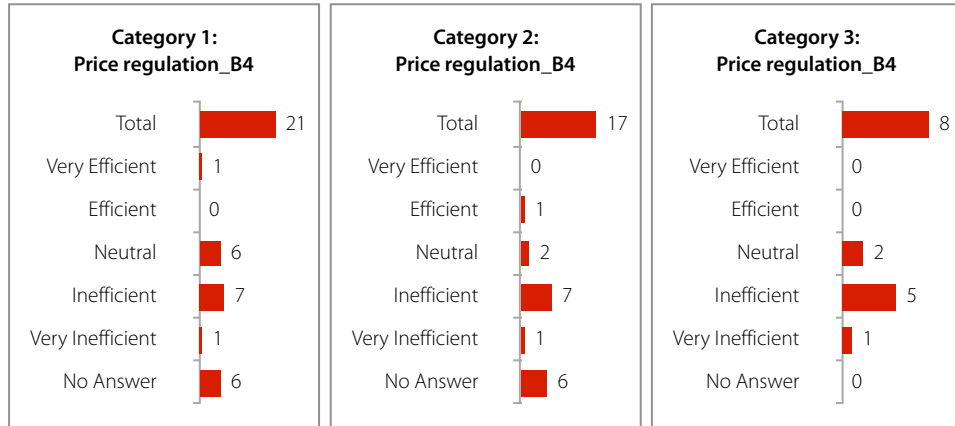 Category 1:
Price regulation_B4
Total 21
Very Efficient 1
Efficient 0
Neutral 6
Inefficient 7
Very Inefficient 1
No Answer 6
Category 2:
Price regulation_B4
Total 17
Very Efficient 0
Efficient 1
Neutral 2
Inefficient 7
Very Inefficient 1
No Answer 6
Category 3:
Price regulation_B4
Total 8
Very Efficient 0
Efficient 0
Neutral 2
Inefficient 5
Very Inefficient 1
No Answer 0